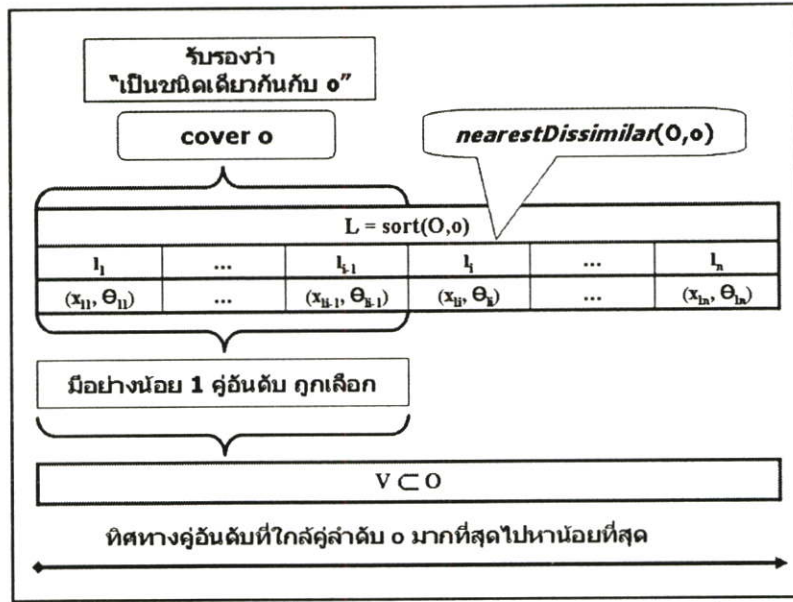 รับรองว่า
“เป็นชนิดเดียวกันกับ o”
cover o
nearestDissimilar(O,o)
L = sort(O,o)
l₁ ... lᵢ₋₁ lᵢ ... lₙ
(x₁₁, Θ₁₁) ... (xₗᵢ₋₁, Θₗᵢ₋₁) (xₗᵢ, Θₗᵢ) ... (xₗₙ, Θₗₙ)
มีอย่างน้อย 1 คู่อันดับ ถูกเลือก
V ⊂ O
ทิศทางคู่อันดับที่ใกล้คู่ลำดับ o มากที่สุดไปหาน้อยที่สุด